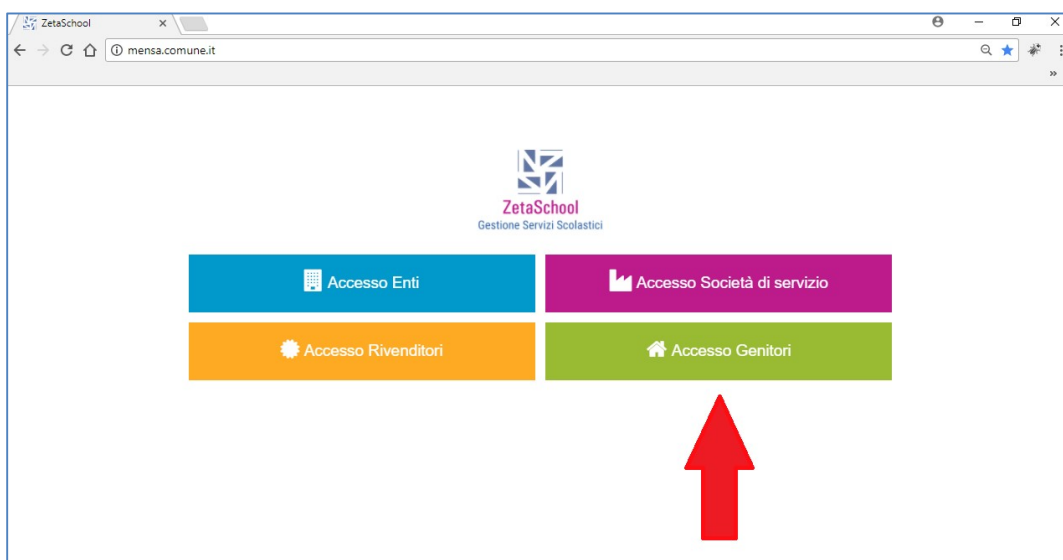 ZetaSchool
mensa.comune.it
ZetaSchool
Gestione Servizi Scolastici
Accesso Enti
Accesso Società di servizio
Accesso Rivenditori
Accesso Genitori